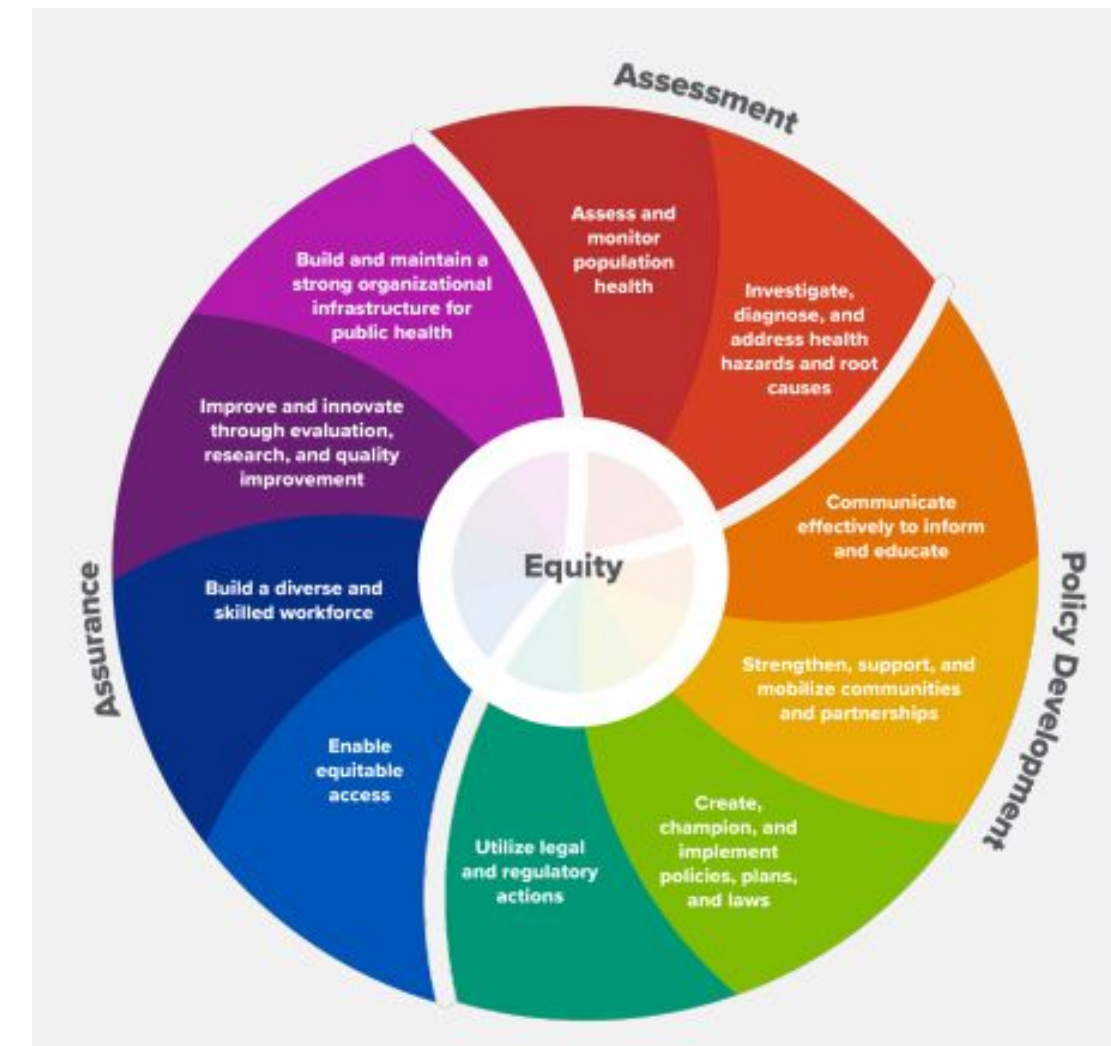 Assessment
Assess and
monitor
population
health
Investigate,
diagnose, and
address health
hazards and root
causes
Policy Development
Communicate
effectively to inform
and educate
Strengthen, support, and
mobilize communities
and partnerships
Create,
champion, and
implement
policies, plans,
and laws
Utilize legal
and regulatory
actions
Assurance
Enable
equitable
access
Build a diverse and
skilled workforce
Improve and innovate
through evaluation,
research, and quality
improvement
Build and maintain a
strong organizational
infrastructure for
public health
Equity